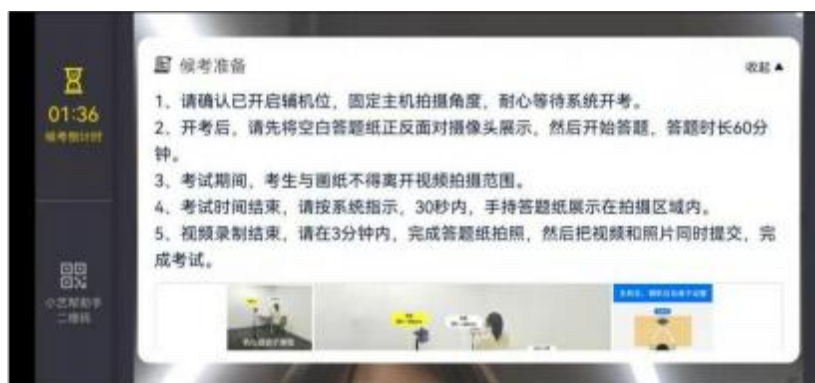 候考准备
收起▲
01:36
候考倒计时
1、请确认已开启辅机位，固定主机拍摄角度，耐心等待系统开考。
2、开考后，请先将空白答题纸正反面对摄像头展示，然后开始答题，答题时长60分
钟。
3、考试期间，考生与画纸不得离开视频拍摄范围。
4、考试时间结束，请按系统指示，30秒内，手持答题纸展示在拍摄区域内。
5、视频录制结束，请在3分钟内，完成答题纸拍照，然后把视频和照片同时提交，完
成考试。
小艺帮助手
二维码